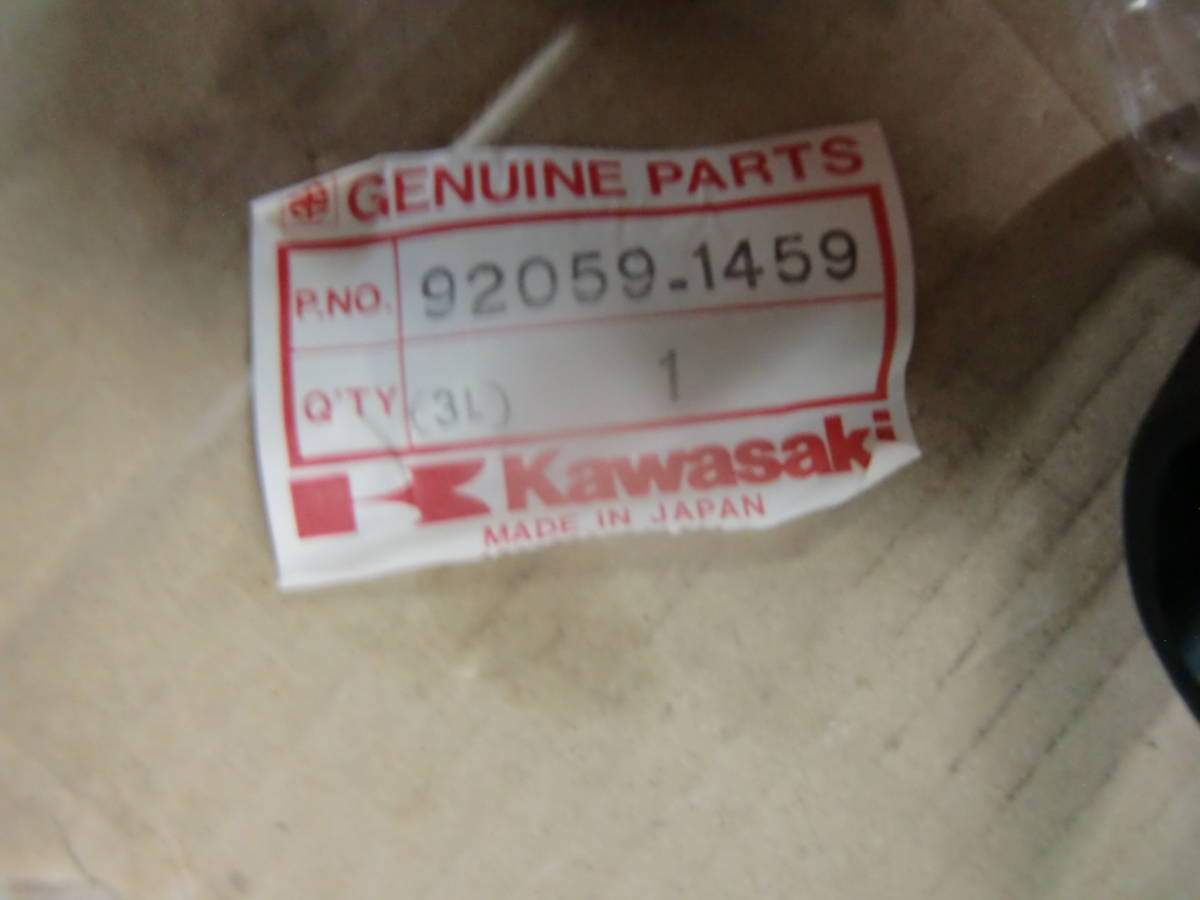 GENUINE PARTS
P.NO. 92059-1459
Q'TY (3L) 1
Kawasaki
MADE IN JAPAN